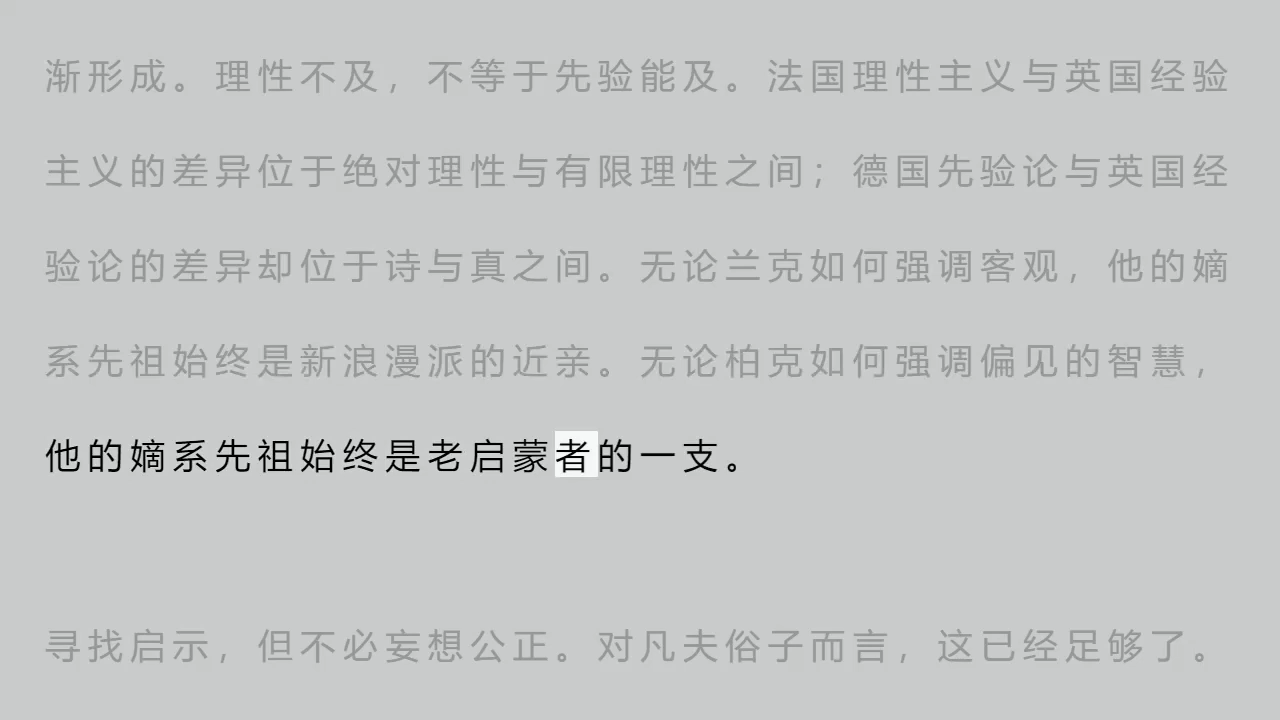 渐形成。理性不及，不等于先验能及。法国理性主义与英国经验
主义的差异位于绝对理性与有限理性之间；德国先验论与英国经
验论的差异却位于诗与真之间。无论兰克如何强调客观，他的嫡
系先祖始终是新浪漫派的近亲。无论柏克如何强调偏见的智慧，
他的嫡系先祖始终是老启蒙者的一支。
寻找启示，但不必妄想公正。对凡夫俗子而言，这已经足够了。